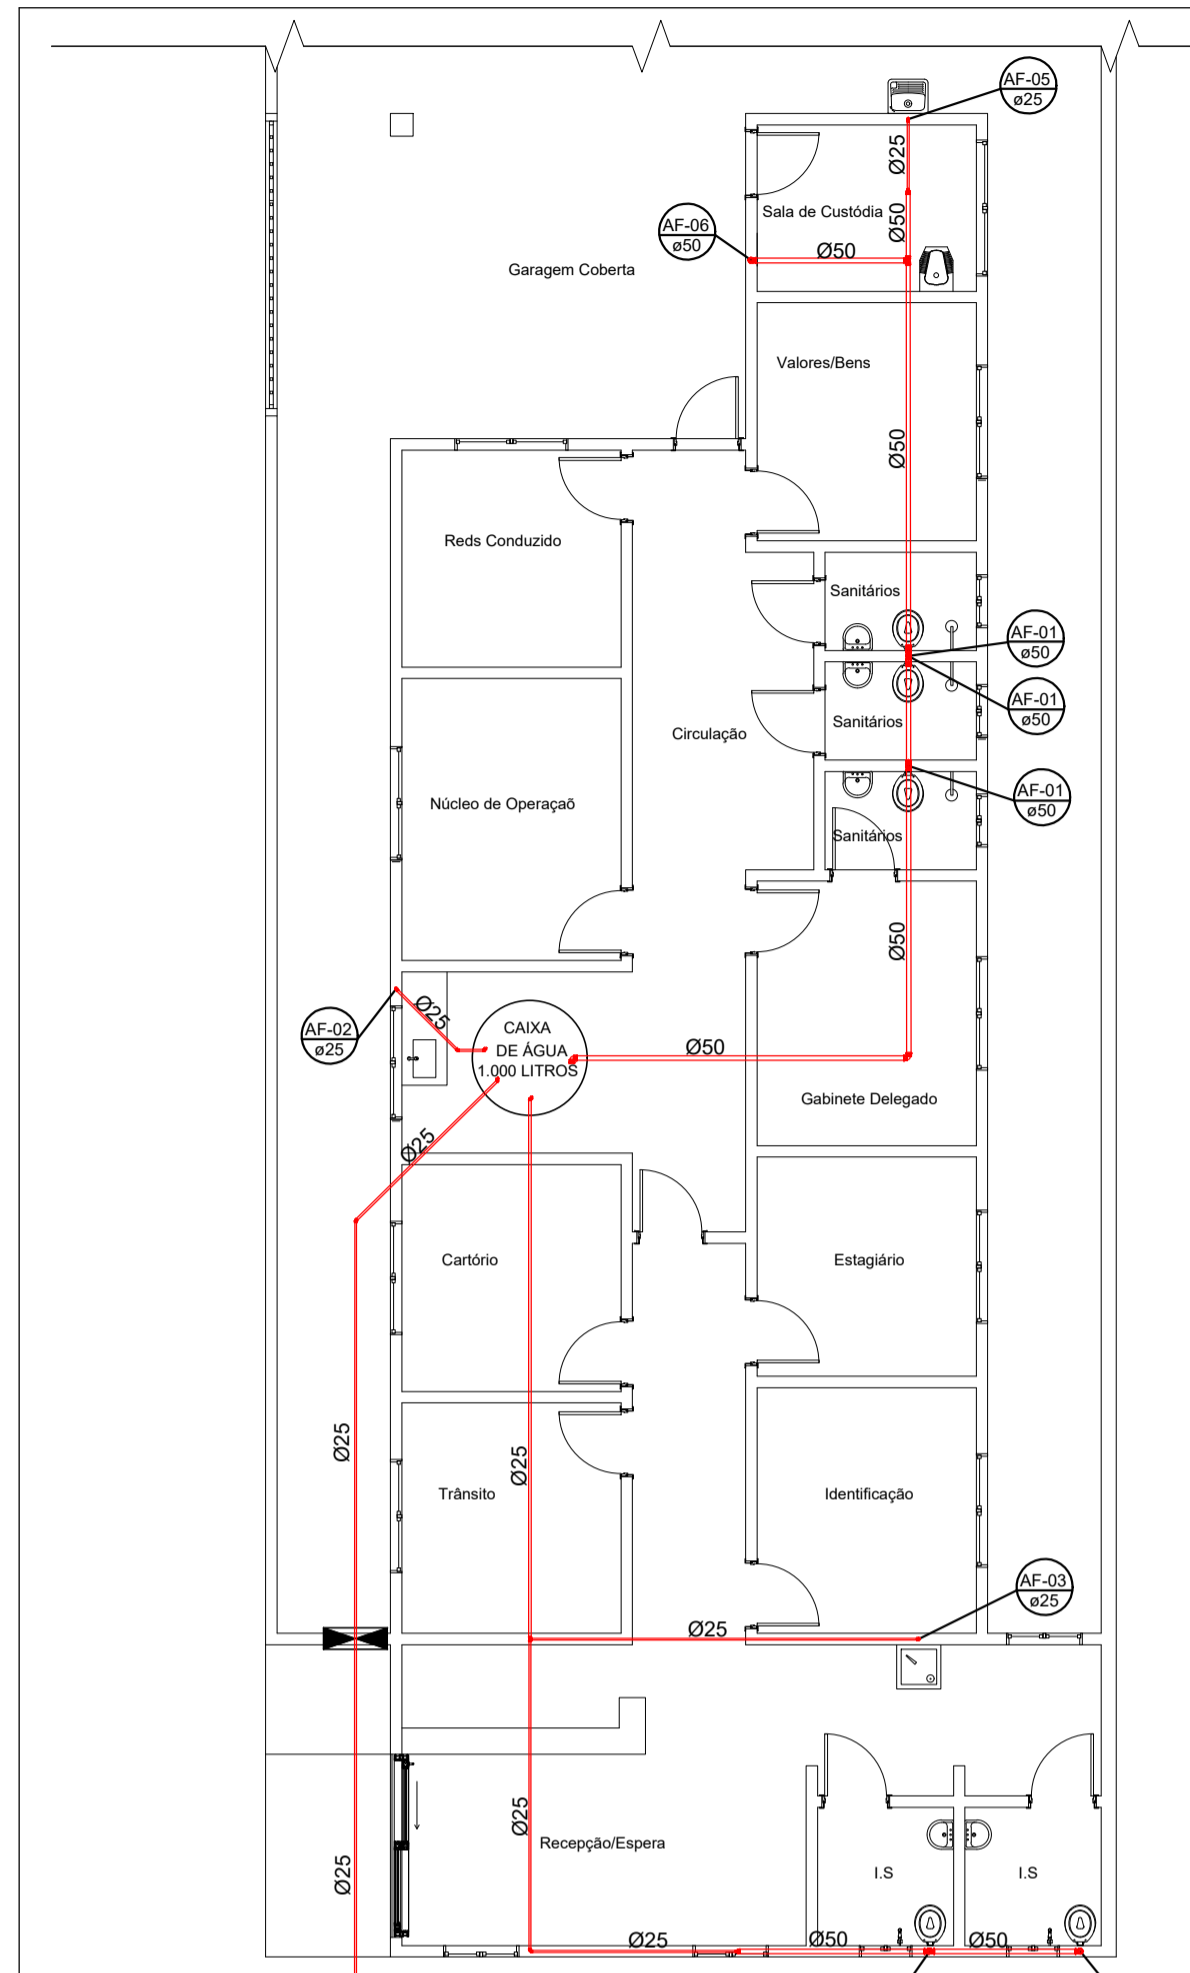 AF-05
ø25
Ø25
Sala de Custódia
Ø50
AF-06
ø50
Ø50
Garagem Coberta
Valores/Bens
Ø50
Reds Conduzido
Sanitários
AF-01
ø50
AF-01
ø50
Sanitários
Circulação
AF-01
ø50
Núcleo de Operaçaõ
Sanitários
Ø50
AF-02
ø25
Ø25
CAIXA
DE ÁGUA
1.000 LITROS
Ø50
Gabinete Delegado
Ø25
Cartório
Estagiário
Ø25
Ø25
Trânsito
Identificação
AF-03
ø25
Ø25
Ø25
Recepção/Espera
Ø25
I.S
I.S
Ø25
Ø50
Ø50